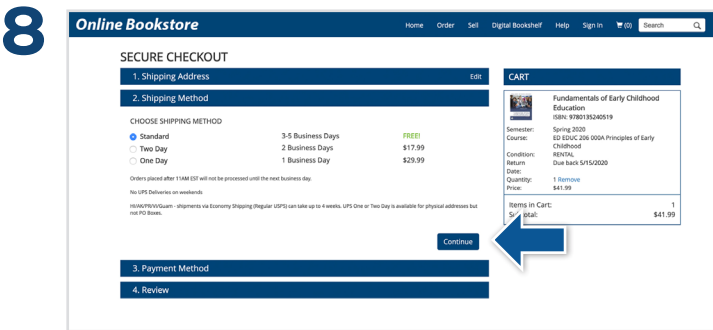 8
Online Bookstore
Home Order Sell Digital Bookshelf Help Sign In (0) Search
SECURE CHECKOUT
1. Shipping Address Edit
2. Shipping Method
CHOOSE SHIPPING METHOD
Standard 3-5 Business Days FREE!
Two Day 2 Business Days $17.99
One Day 1 Business Day $29.99
Orders placed after 11AM EST will not be processed until the next business day.
No UPS Deliveries on weekends
HI/AK/PR/VI/Guam - shipments via Economy Shipping (Regular USPS) can take up to 4 weeks. UPS One or Two Day is available for physical addresses but
not PO Boxes.
Continue
3. Payment Method
4. Review
CART
Fundamentals of Early Childhood
Education
ISBN: 9780135240519
Semester: Spring 2020
Course: ED EDUC 206 000A Principles of Early
Childhood
Condition: RENTAL
Return Due back 5/15/2020
Date:
Quantity: 1 Remove
Price: $41.99
Items in Cart: 1
Subtotal: $41.99